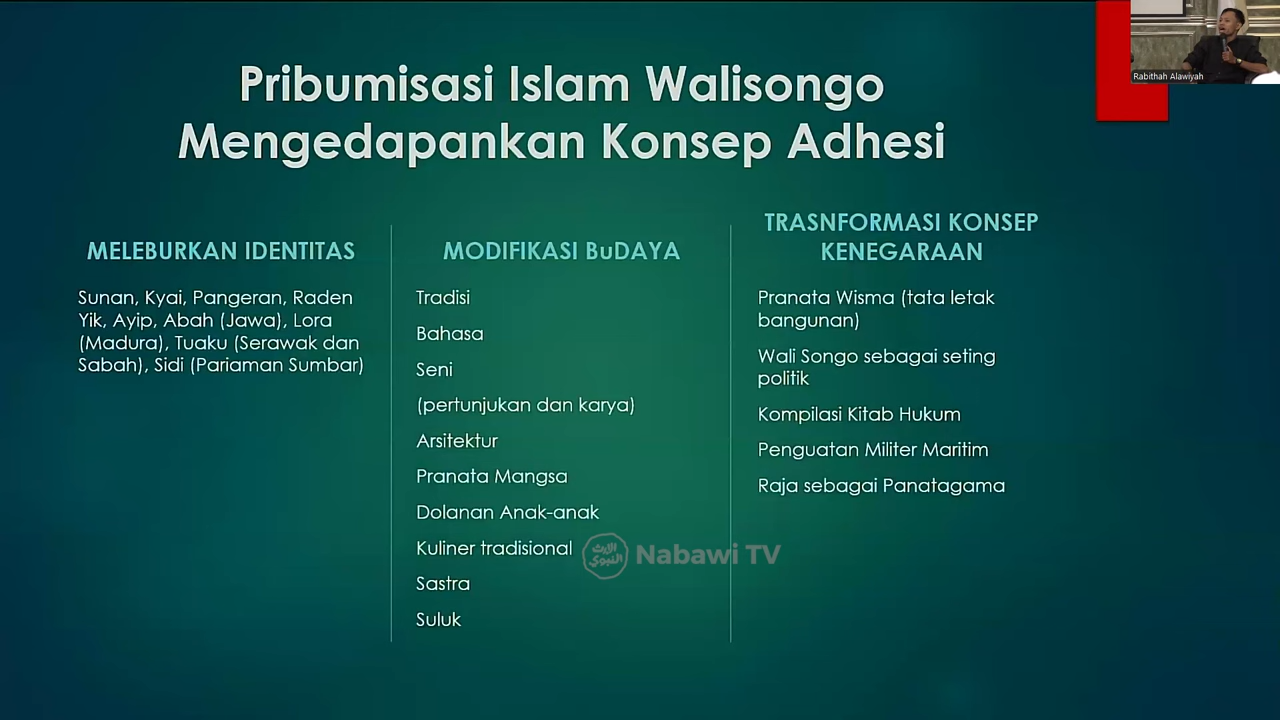 Rabithah Alawiyah
Pribumisasi Islam Walisongo
Mengedapankan Konsep Adhesi
MELEBURKAN IDENTITAS
Sunan, Kyai, Pangeran, Raden
Yik, Ayip, Abah (Jawa), Lora
(Madura), Tuaku (Serawak dan
Sabah), Sidi (Pariaman Sumbar)
MODIFIKASI BuDAYA
Tradisi
Bahasa
Seni
(pertunjukan dan karya)
Arsitektur
Pranata Mangsa
Dolanan Anak-anak
Kuliner tradisional
Sastra
Suluk
TRASNFORMASI KONSEP
KENEGARAAN
Pranata Wisma (tata letak
bangunan)
Wali Songo sebagai seting
politik
Kompilasi Kitab Hukum
Penguatan Militer Maritim
Raja sebagai Panatagama
الإرث
النبوي
Nabawi TV